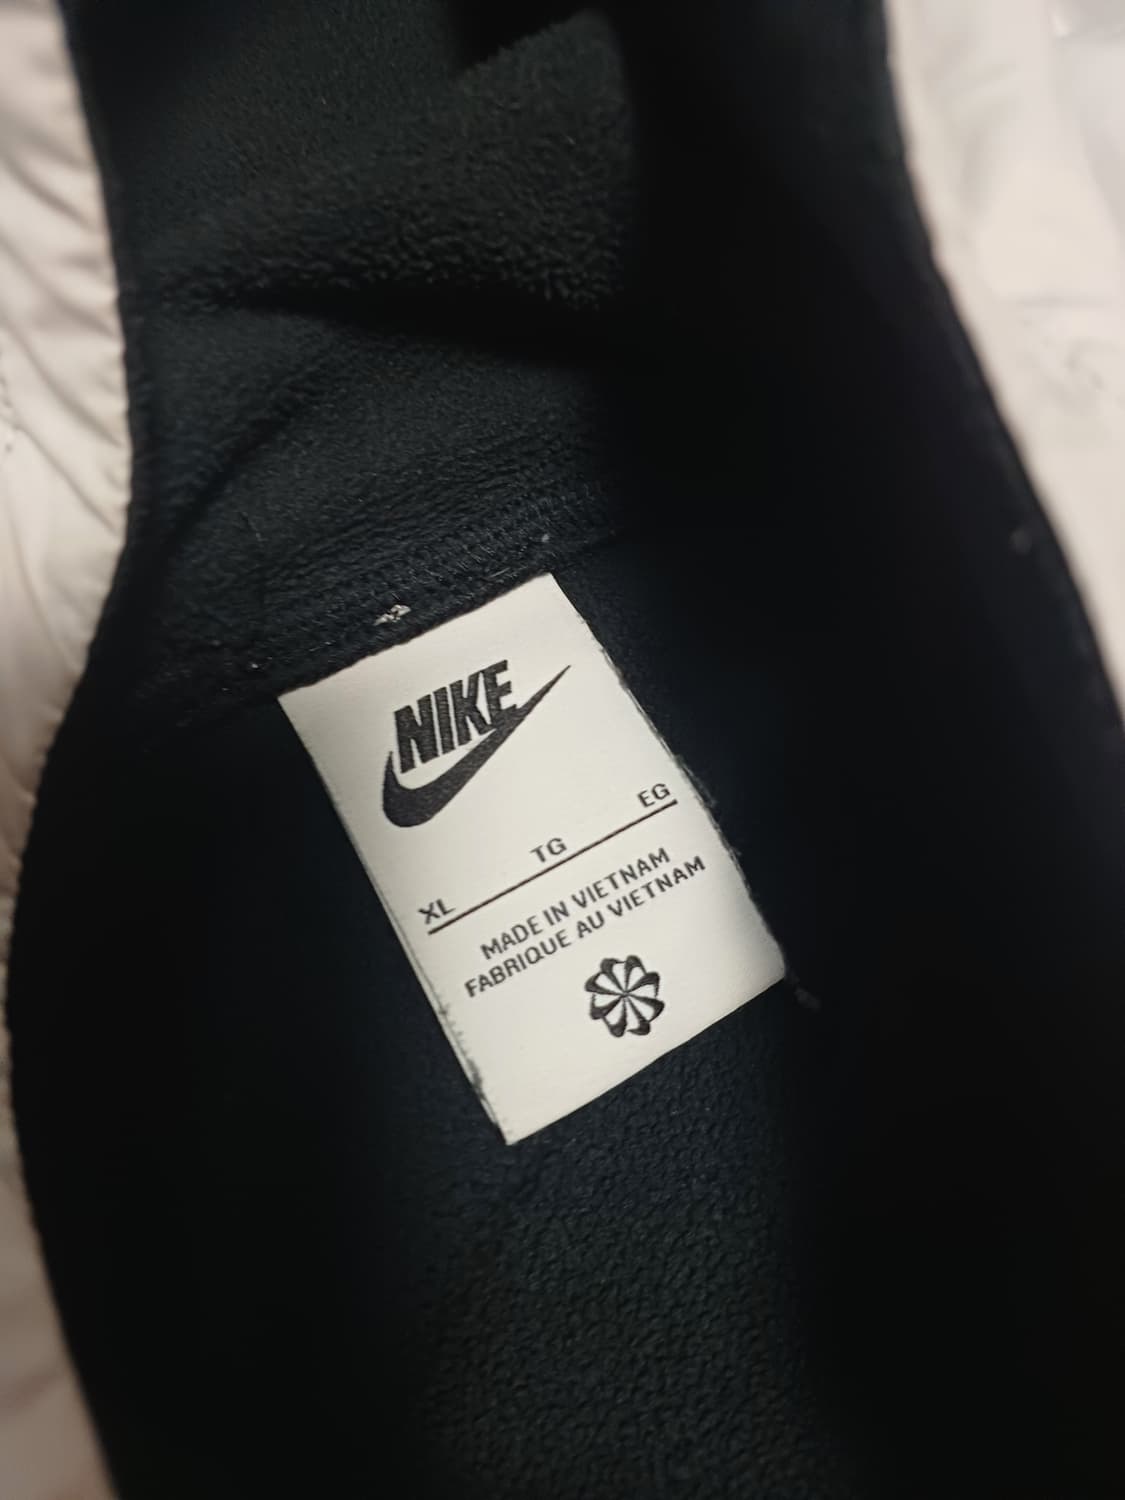 NIKE
XL TG EG
MADE IN VIETNAM
FABRIQUE AU VIETNAM